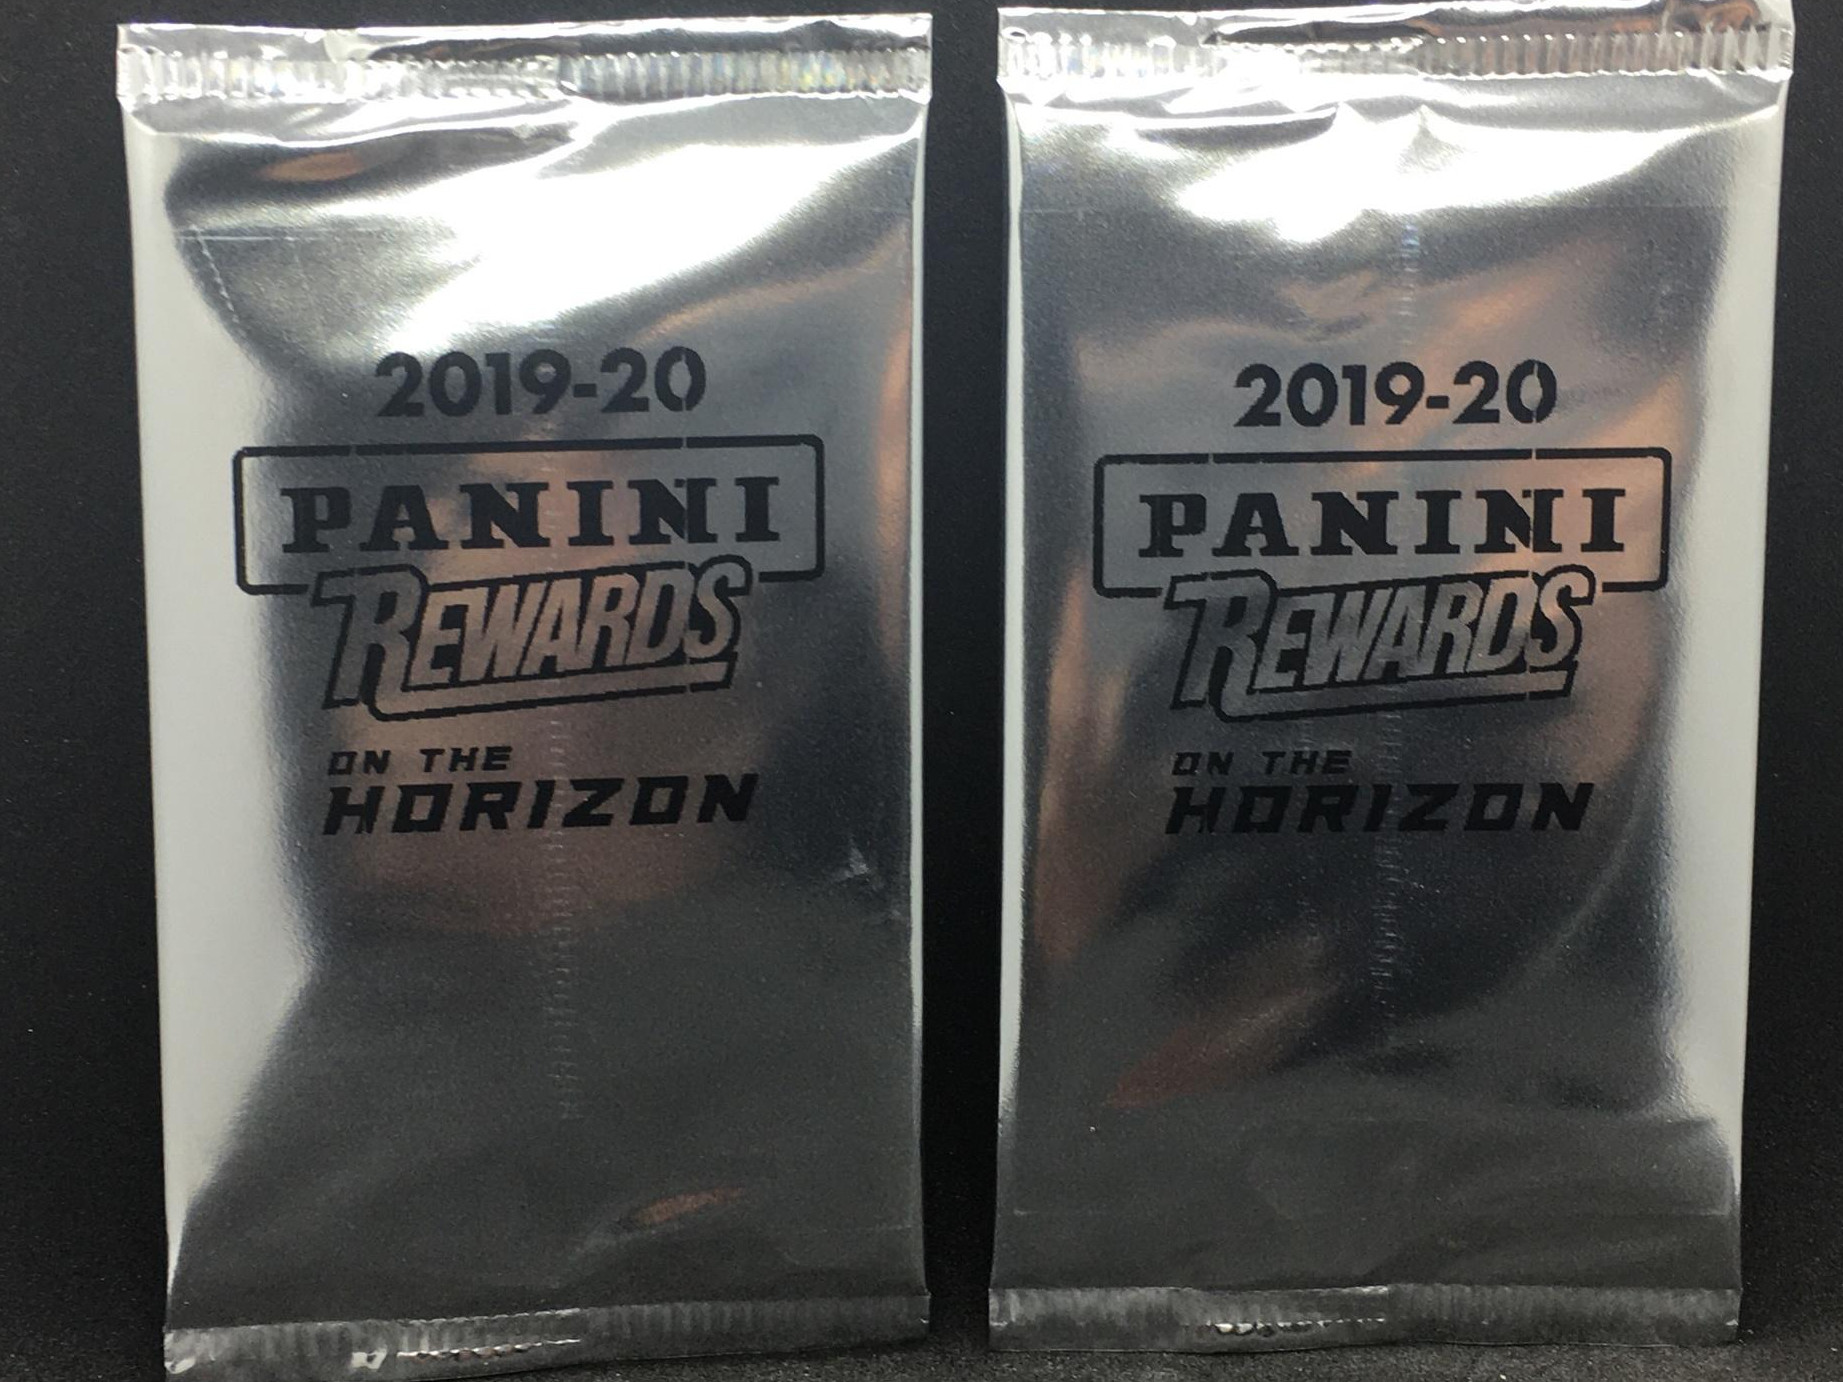 2019-20
PANINI
REWARDS
ON THE
HORIZON
2019-20
PANINI
REWARDS
ON THE
HORIZON